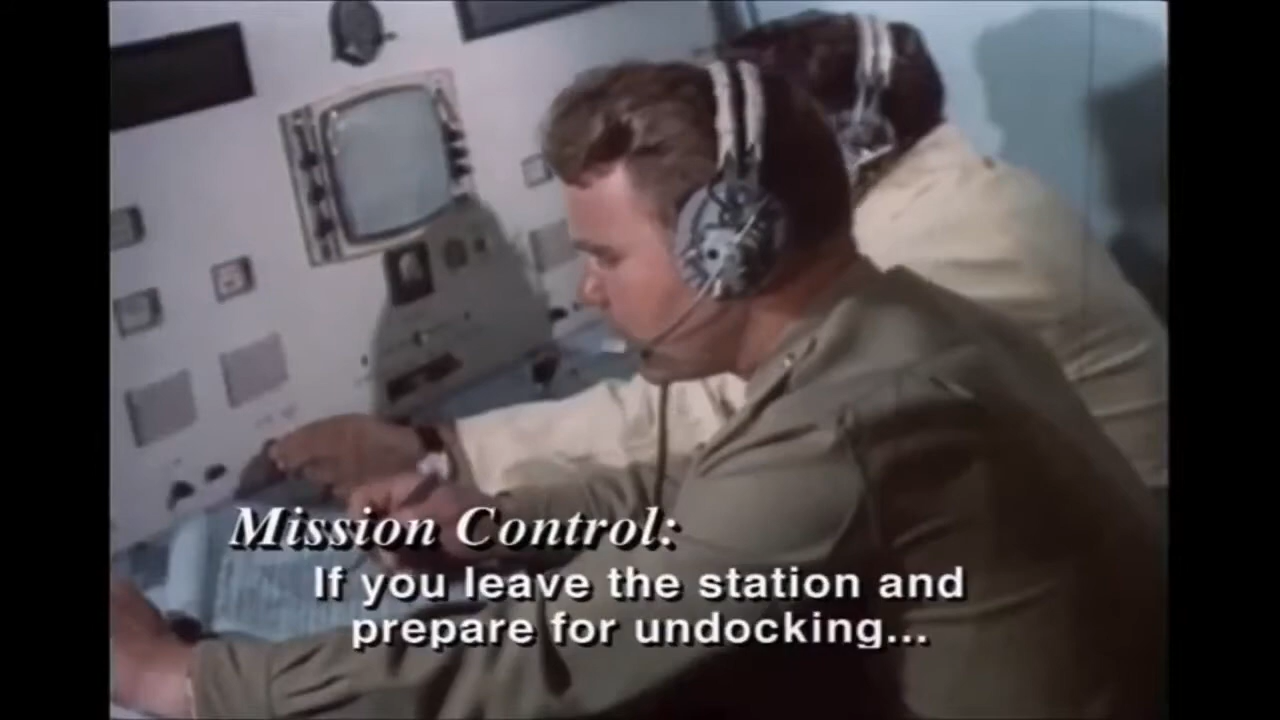 Mission Control:
If you leave the station and
prepare for undocking...